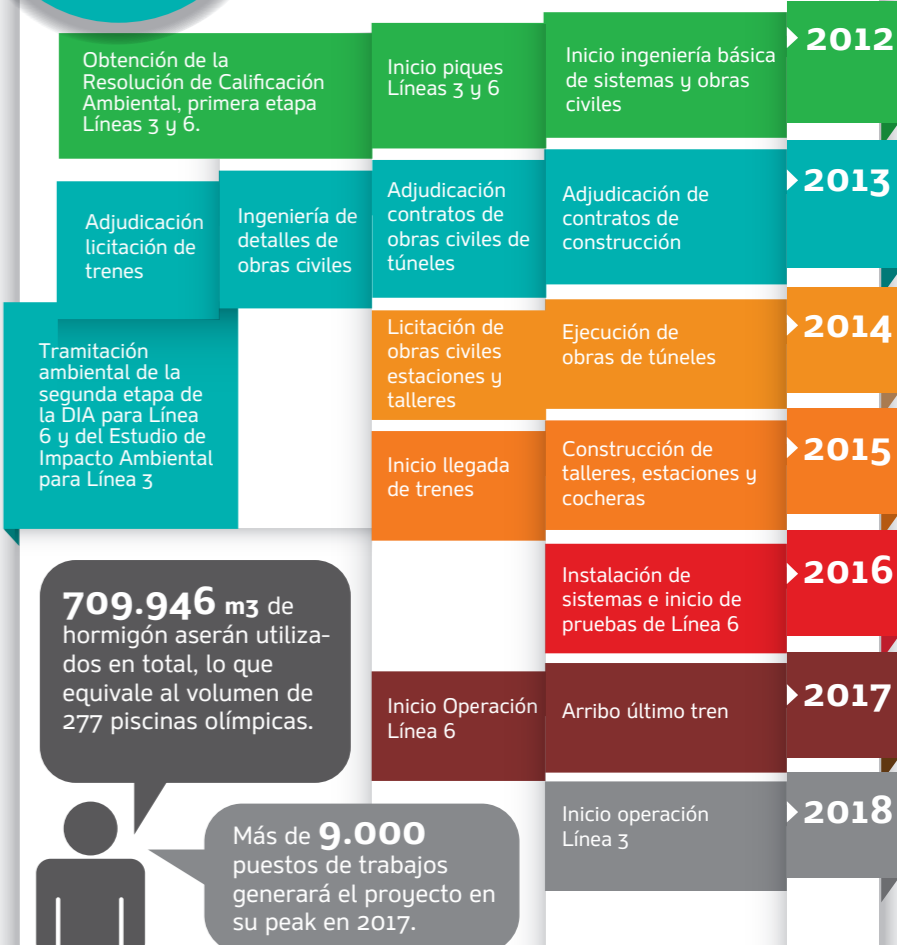 Obtención de la
Resolución de Calificación
Ambiental, primera etapa
Líneas 3 y 6.
Inicio piques
Líneas 3 y 6
Inicio ingeniería básica
de sistemas y obras
civiles
2012
Adjudicación
licitación de
trenes
Ingeniería de
detalles de
obras civiles
Adjudicación
contratos de
obras civiles de
túneles
Adjudicación de
contratos de
construcción
2013
Tramitación
ambiental de la
segunda etapa de
la DIA para Línea
6 y del Estudio de
Impacto Ambiental
para Línea 3
Licitación de
obras civiles
estaciones y
talleres
Ejecución de
obras de túneles
2014
Inicio llegada
de trenes
Construcción de
talleres, estaciones y
cocheras
2015
Instalación de
sistemas e inicio de
pruebas de Línea 6
2016
Inicio Operación
Línea 6
Arribo último tren
2017
Inicio operación
Línea 3
2018
709.946 m3 de
hormigón aserán utiliza-
dos en total, lo que
equivale al volumen de
277 piscinas olímpicas.
Más de 9.000
puestos de trabajos
generará el proyecto en
su peak en 2017.